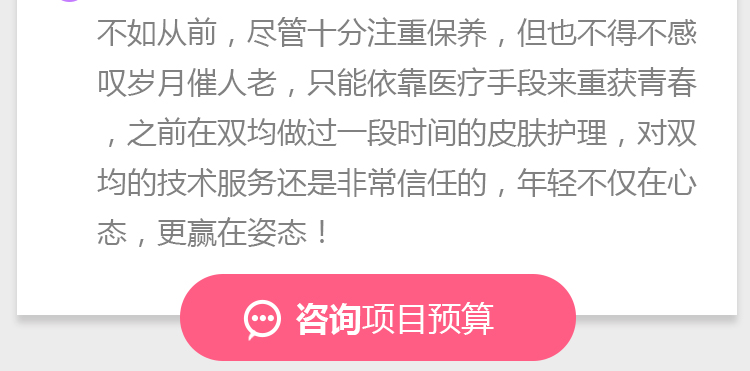 不如从前，尽管十分注重保养，但也不得不感
叹岁月催人老，只能依靠医疗手段来重获青春
，之前在双均做过一段时间的皮肤护理，对双
均的技术服务还是非常信任的，年轻不仅在心
态，更赢在姿态！
咨询项目预算